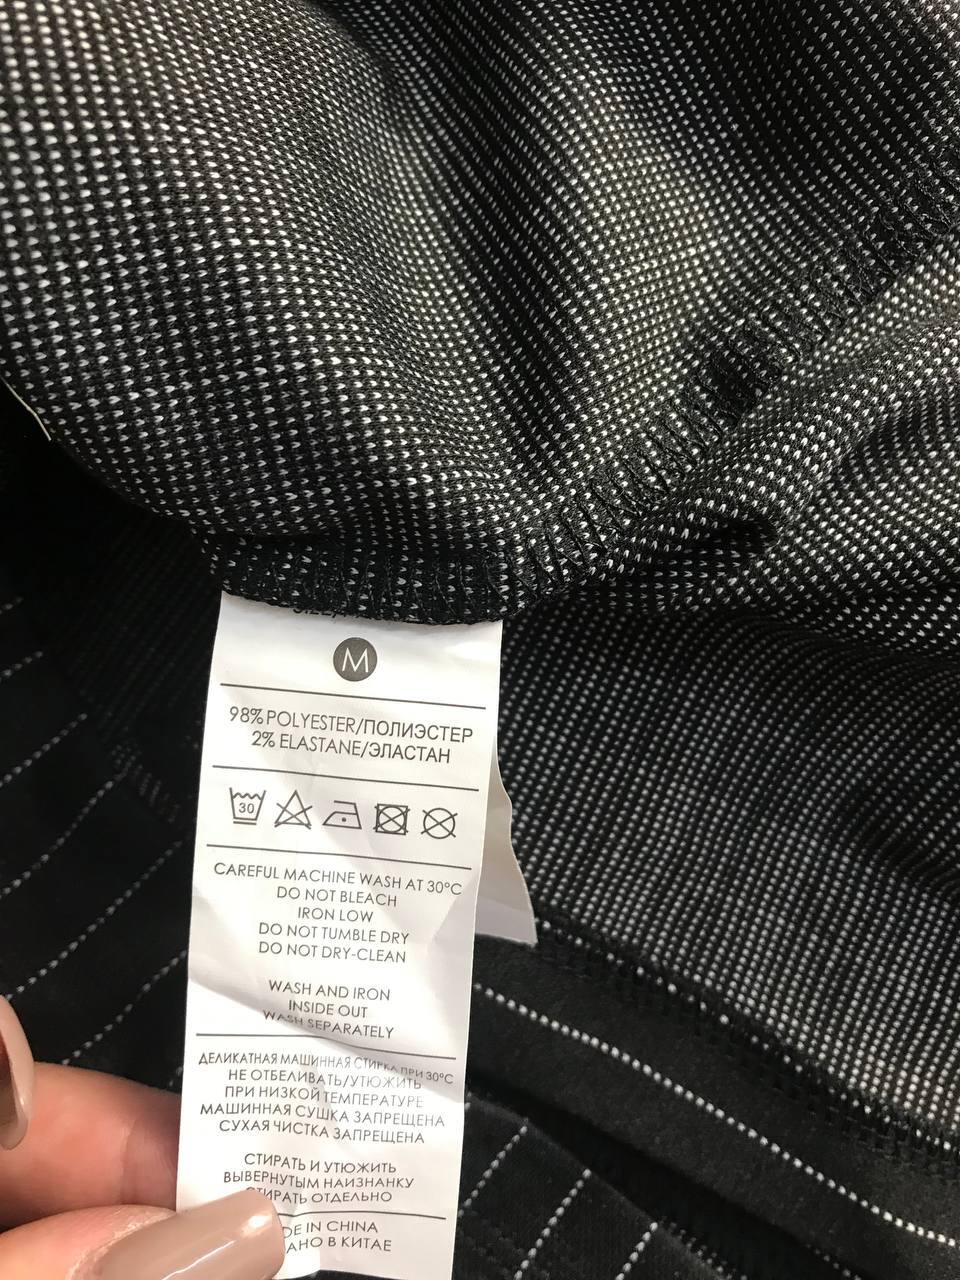 M
98% POLYESTER/ПОЛИЭСТЕР
2% ELASTANE/ЭЛАСТАН
30
CAREFUL MACHINE WASH AT 30°C
DO NOT BLEACH
IRON LOW
DO NOT TUMBLE DRY
DO NOT DRY-CLEAN
WASH AND IRON
INSIDE OUT
WASH SEPARATELY
ДЕЛИКАТНАЯ МАШИННАЯ СТИРКА ПРИ 30°C
НЕ ОТБЕЛИВАТЬ/УТЮЖИТЬ
ПРИ НИЗКОЙ ТЕМПЕРАТУРЕ
МАШИННАЯ СУШКА ЗАПРЕЩЕНА
СУХАЯ ЧИСТКА ЗАПРЕЩЕНА
СТИРАТЬ И УТЮЖИТЬ
ВЫВЕРНУТЫМ НАИЗНАНКУ
СТИРАТЬ ОТДЕЛЬНО
DE IN CHINA
АНО В КИТАЕ